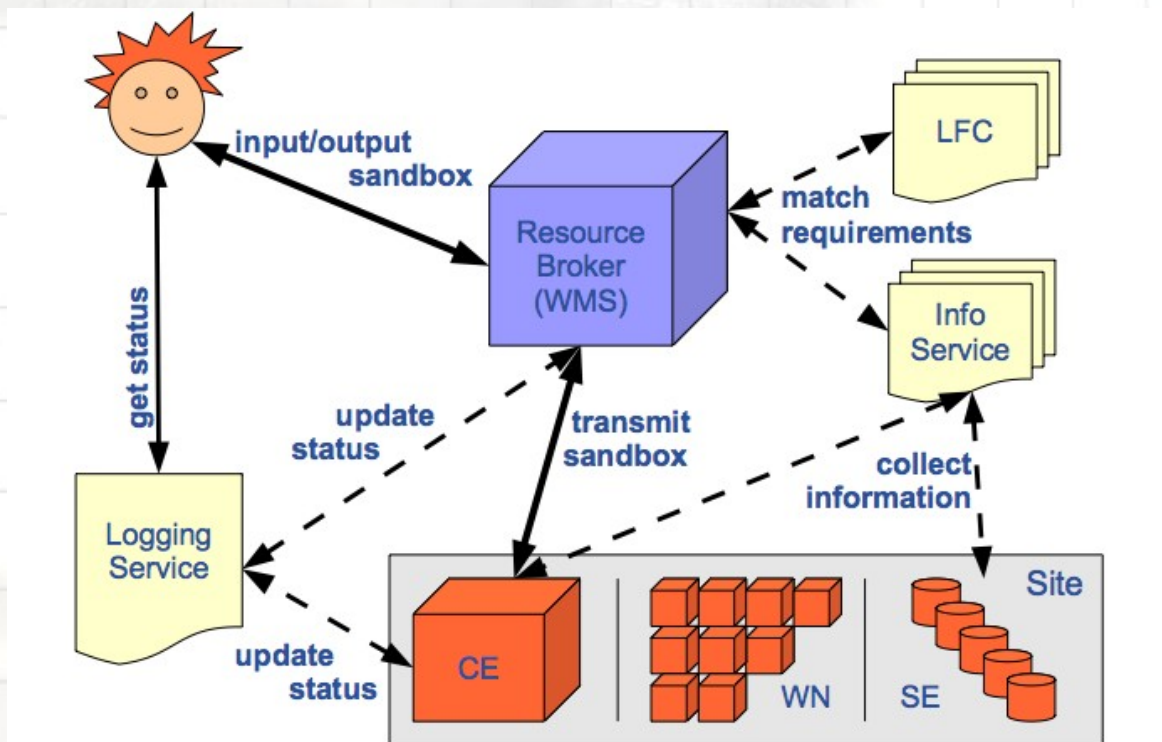 input/output
sandbox
LFC
match
requirements
Resource
Broker
(WMS)
Info
Service
get status
update
status
transmit
sandbox
collect
information
Logging
Service
Site
update
status
CE
WN
SE